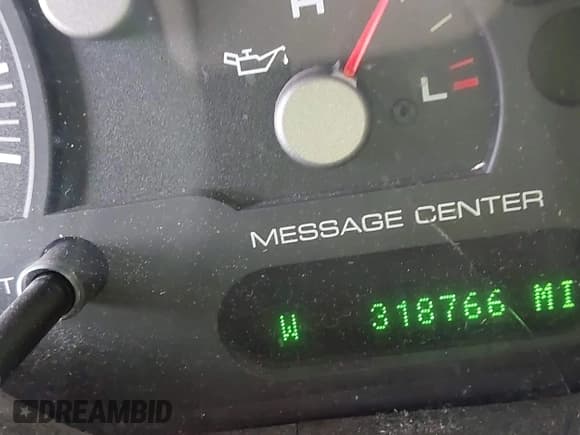 H
L
MESSAGE CENTER
T
W 318766 MI
DREAMBID